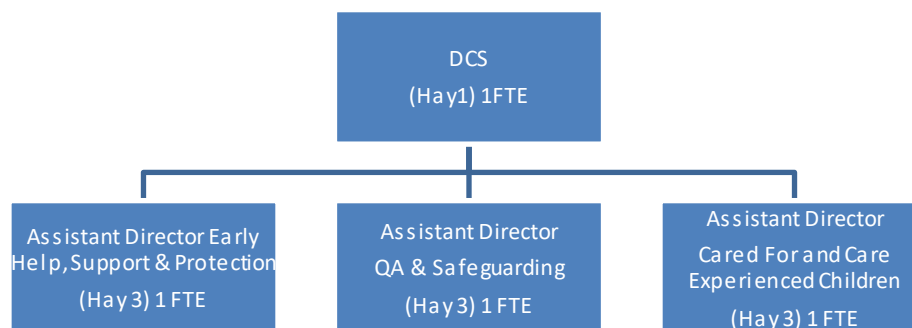 DCS
(Hay1) 1FTE
Assistant Director Early
Help, Support & Protection
(Hay 3) 1 FTE
Assistant Director
QA & Safeguarding
(Hay 3) 1 FTE
Assistant Director
Cared For and Care
Experienced Children
(Hay 3) 1 FTE